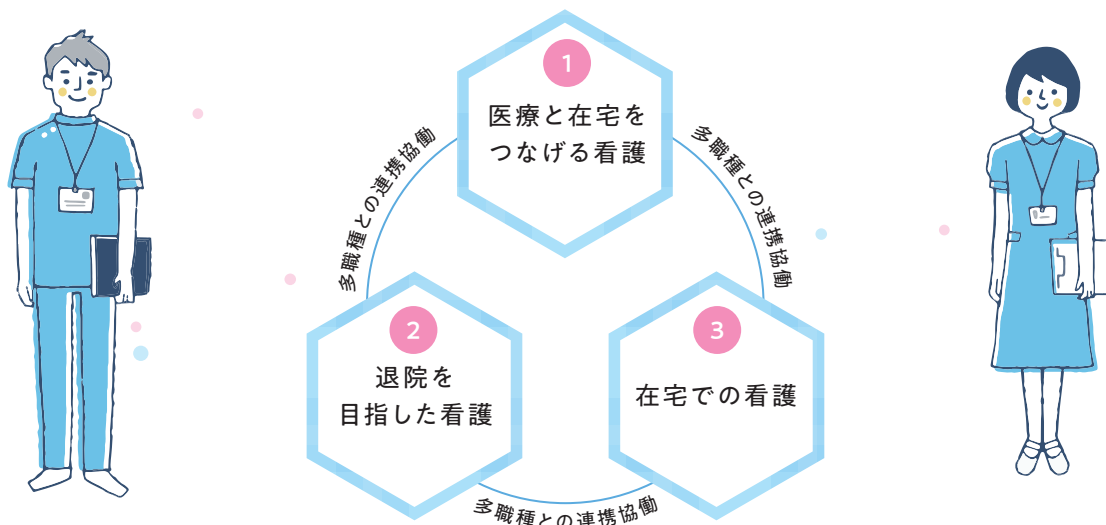 1
医療と在宅を
つなげる看護
多職種との連携協働
多職種との連携協働
2
退院を
目指した看護
3
在宅での看護
多職種との連携協働